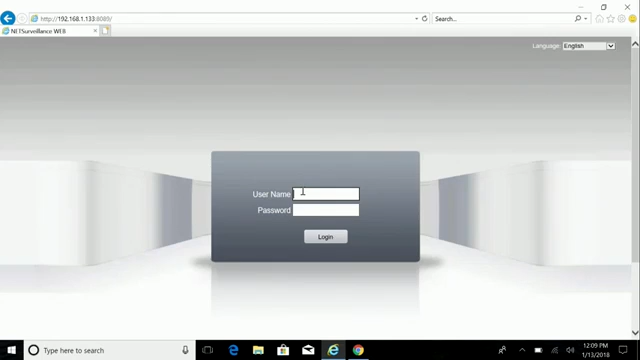 http://192.168.1.133:8089/
Search...
NETSurveillance WEB
Language: English
User Name
Password
Login
Type here to search
12:09 PM
1/13/2018